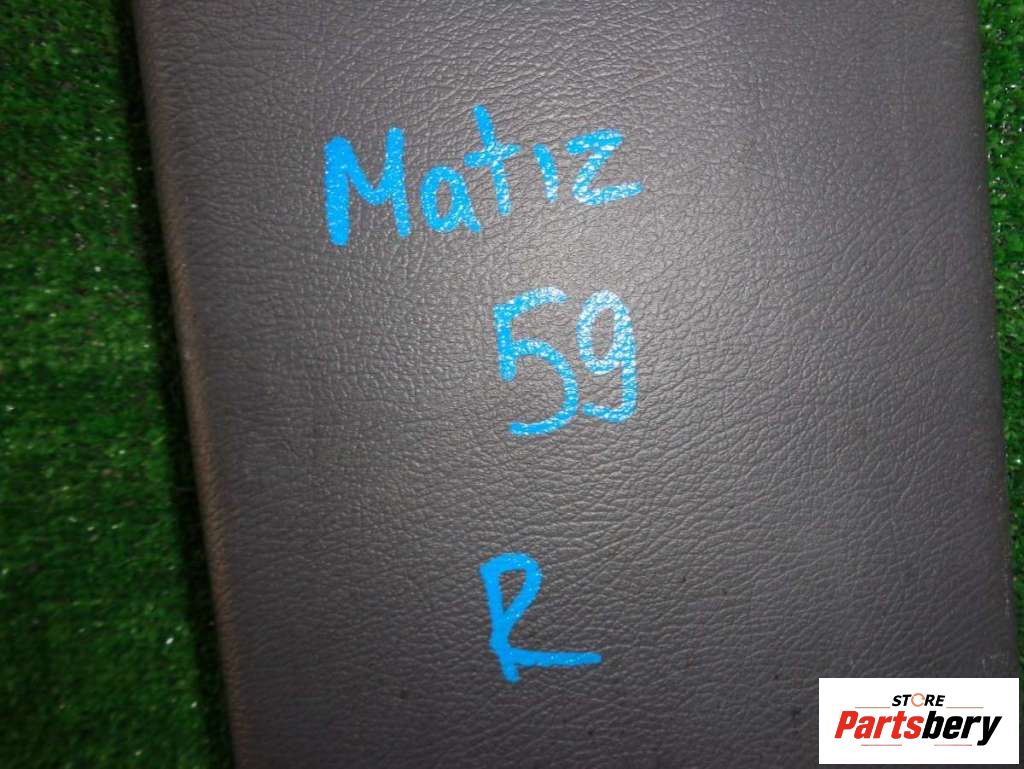 Matiz
59
R
STORE
Partsbery